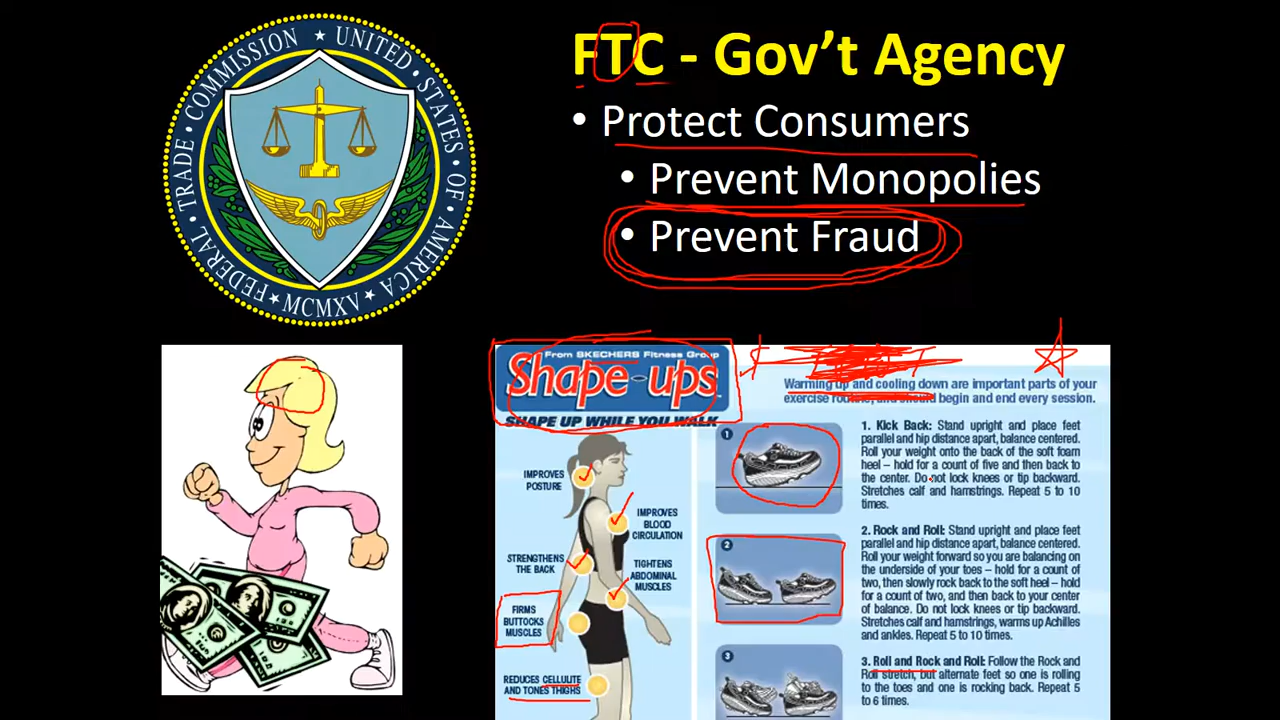 FEDERAL TRADE COMMISSION ★ UNITED ★ STATES ★ OF ★ AMERICA ★ MCMXV ★
FTC - Gov’t Agency
• Protect Consumers
• Prevent Monopolies
• Prevent Fraud
From SKECHERS Fitness Group
Shape-ups
SHAPE UP WHILE YOU WALK
IMPROVES
POSTURE
IMPROVES
BLOOD
CIRCULATION
STRENGTHENS
THE BACK
TIGHTENS
ABDOMINAL
MUSCLES
FIRMS
BUTTOCKS
MUSCLES
REDUCES CELLULITE
AND TONES THIGHS
Warming up and cooling down are important parts of your
exercise routine, and should begin and end every session.
1
1. Kick Back: Stand upright and place feet
parallel and hip distance apart, balance centered.
Roll your weight onto the back of the soft foam
heel – hold for a count of five and then back to
the center. Do not lock knees or tip backward.
Stretches calf and hamstrings. Repeat 5 to 10
times.
2
2. Rock and Roll: Stand upright and place feet
parallel and hip distance apart, balance centered.
Roll your weight forward so you are balancing on
the underside of your toes – hold for a count of
two, then slowly rock back to the soft heel – hold
for a count of two, and then back to your center
of balance. Do not lock knees or tip backward.
Stretches calf and hamstrings, warms up Achilles
and ankles. Repeat 5 to 10 times.
3
3. Roll and Rock and Roll: Follow the Rock and
Roll stretch, but alternate feet so one is rolling
to the toes and one is rocking back. Repeat 5
to 6 times.